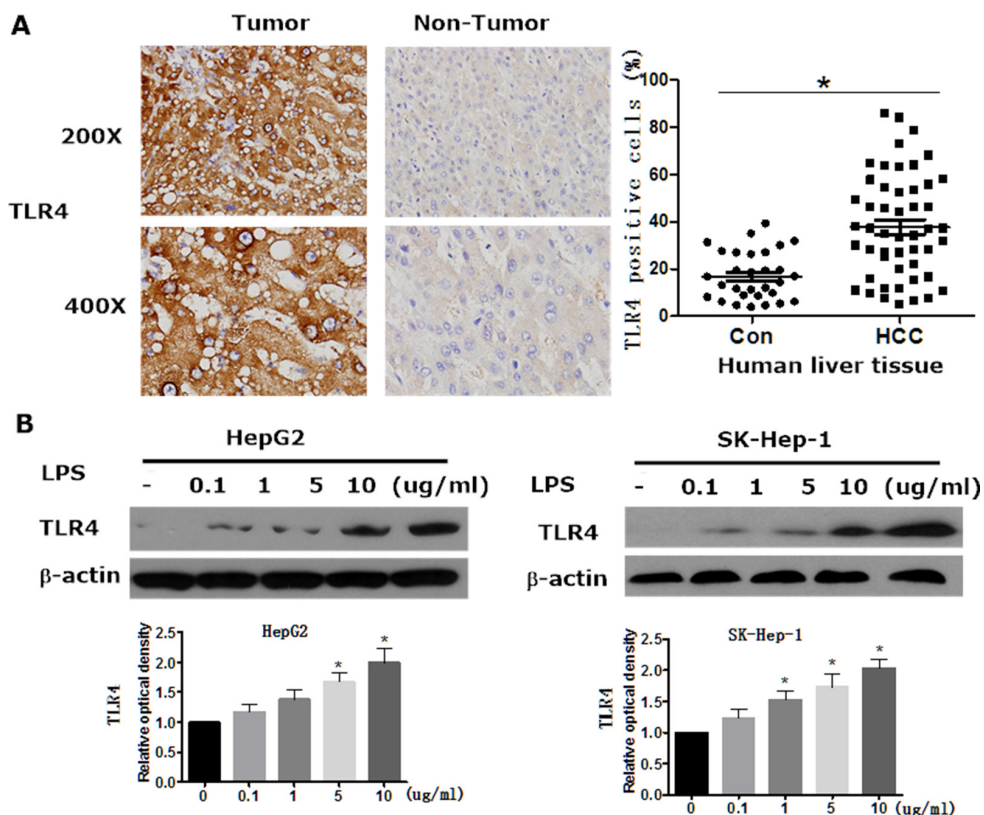 A
Tumor
Non-Tumor
200X
TLR4
400X
TLR4 positive cells (%)
100
80
60
40
20
0
*
Con
HCC
Human liver tissue
B
HepG2
LPS
- 0.1 1 5 10 (ug/ml)
TLR4
β-actin
HepG2
TLR4
Relative optical density
2.5
2.0
1.5
1.0
0.5
0.0
* *
0 0.1 1 5 10 (ug/ml)
SK-Hep-1
LPS
- 0.1 1 5 10 (ug/ml)
TLR4
β-actin
SK-Hep-1
TLR4
Relative optical density
2.5
2.0
1.5
1.0
0.5
0.0
* * *
0 0.1 1 5 10 (ug/ml)